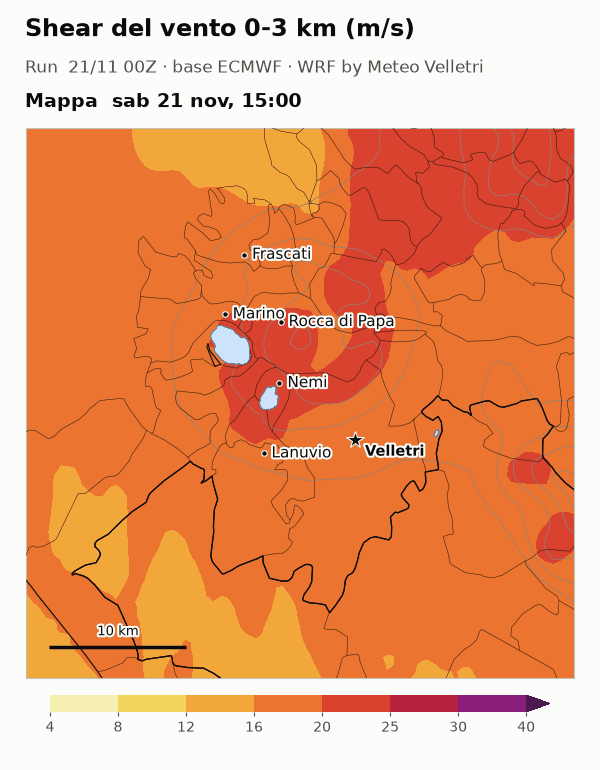 Shear del vento 0-3 km (m/s)
Run  21/11 00Z · base ECMWF · WRF by Meteo Velletri
Mappa  sab 21 nov, 15:00
Frascati
Marino
Rocca di Papa
Nemi
Velletri
Lanuvio
10 km
4 8 12 16 20 25 30 40